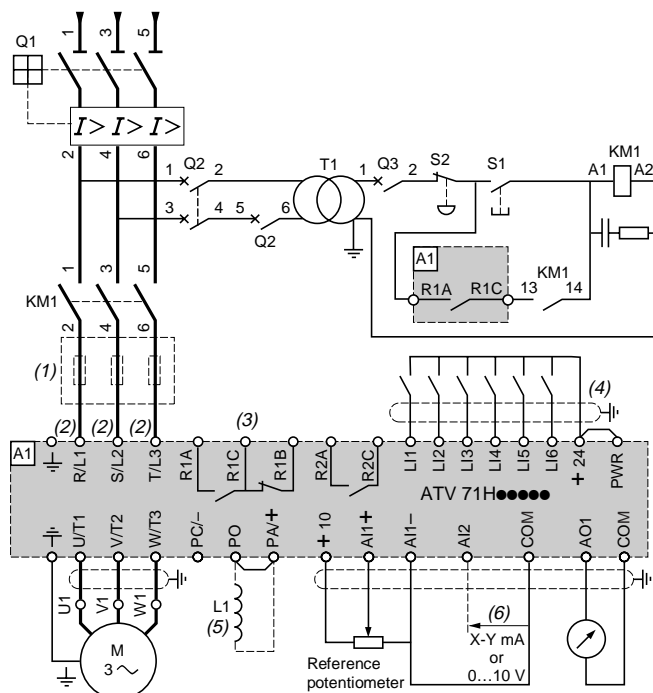 1 3 5
Q1
I> I> I>
2 4 6
1 Q2 2
3 4 5 6
Q2
T1
1 Q3 2
S2
S1
KM1
A1 A2
A1
R1A R1C
13 KM1 14
1 3 5
KM1
2 4 6
(1)
(2) (2) (2)
(3)
(4)
A1
R/L1
S/L2
T/L3
R1A
R1C
R1B
R2A
R2C
LI1
LI2
LI3
LI4
LI5
LI6
+ 24
PWR
ATV 71H●●●●●
U/T1
V/T2
W/T3
PC/–
PO
PA/+
+ 10
AI1+
AI1–
AI2
COM
AO1
COM
U1
V1
W1
M
3 ~
L1
(5)
Reference
potentiometer
(6)
X-Y mA
or
0...10 V